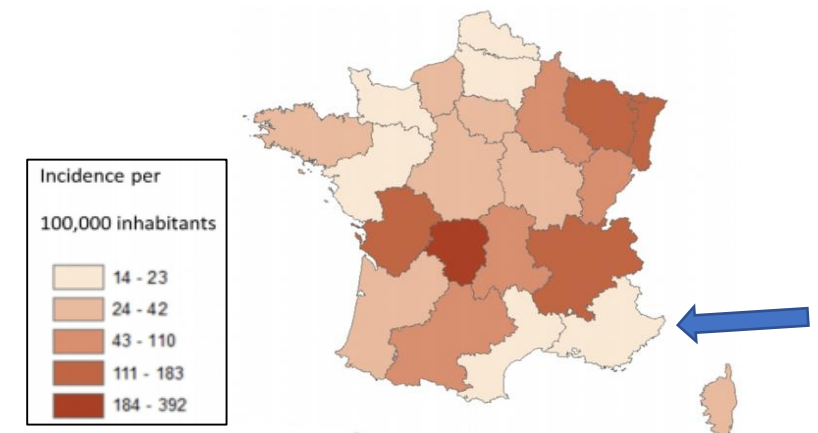 Incidence per
100,000 inhabitants
14 - 23
24 - 42
43 - 110
111 - 183
184 - 392